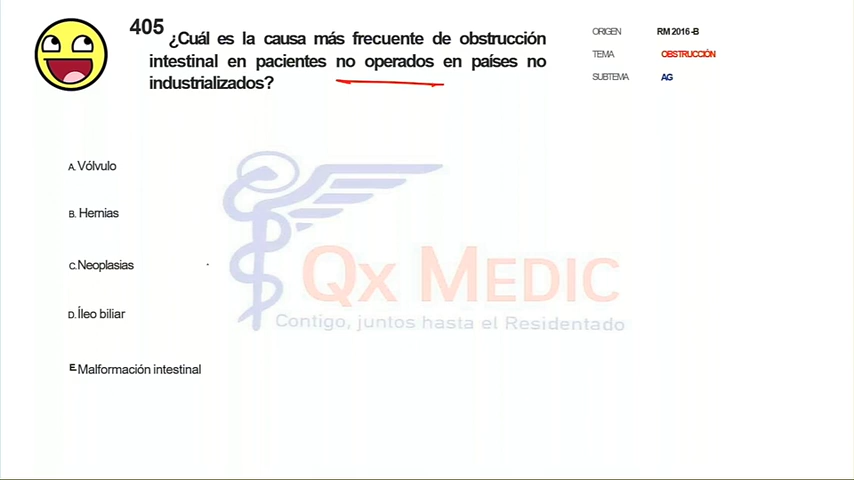 405 ¿Cuál es la causa más frecuente de obstrucción
intestinal en pacientes no operados en países no
industrializados?
ORIGEN RM 2016 -B
TEMA OBSTRUCCIÓN
SUBTEMA AG
A. Vólvulo
B. Hernias
C. Neoplasias
D. Íleo biliar
E. Malformación intestinal
Qx MEDIC
Contigo, juntos hasta el Residentado